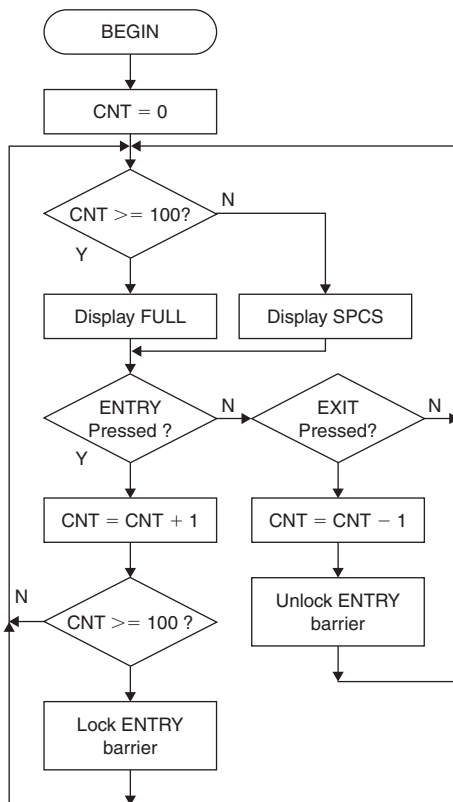 BEGIN
CNT = 0
CNT >= 100?
N
Y
Display FULL
Display SPCS
ENTRY
Pressed ?
N
EXIT
Pressed?
N
Y
CNT = CNT + 1
CNT = CNT − 1
N
CNT >= 100 ?
Unlock ENTRY
barrier
Lock ENTRY
barrier